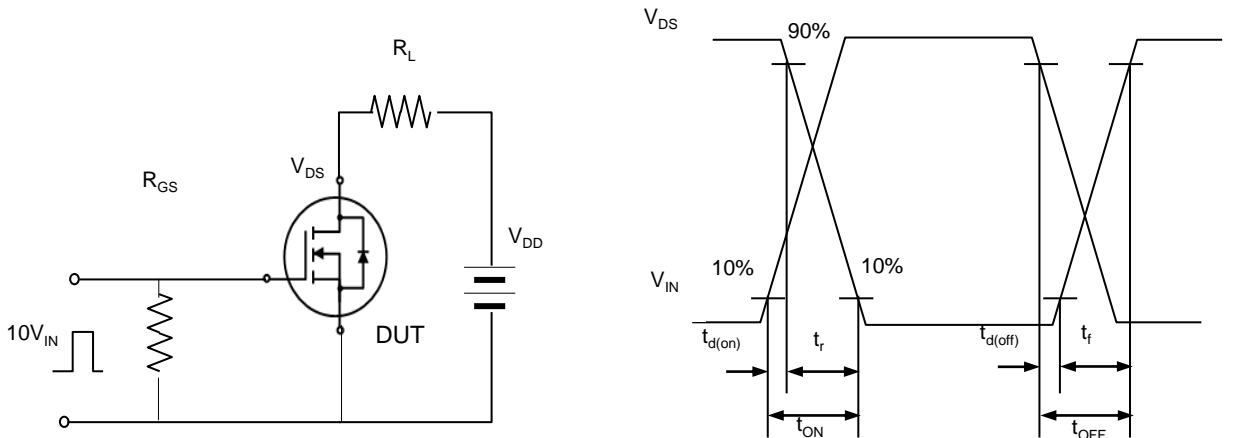 R_L
V_DS
R_GS
V_DD
10V_IN
DUT
V_DS
90%
10%
10%
V_IN
t_d(on)
t_r
t_d(off)
t_f
t_ON
t_OFF